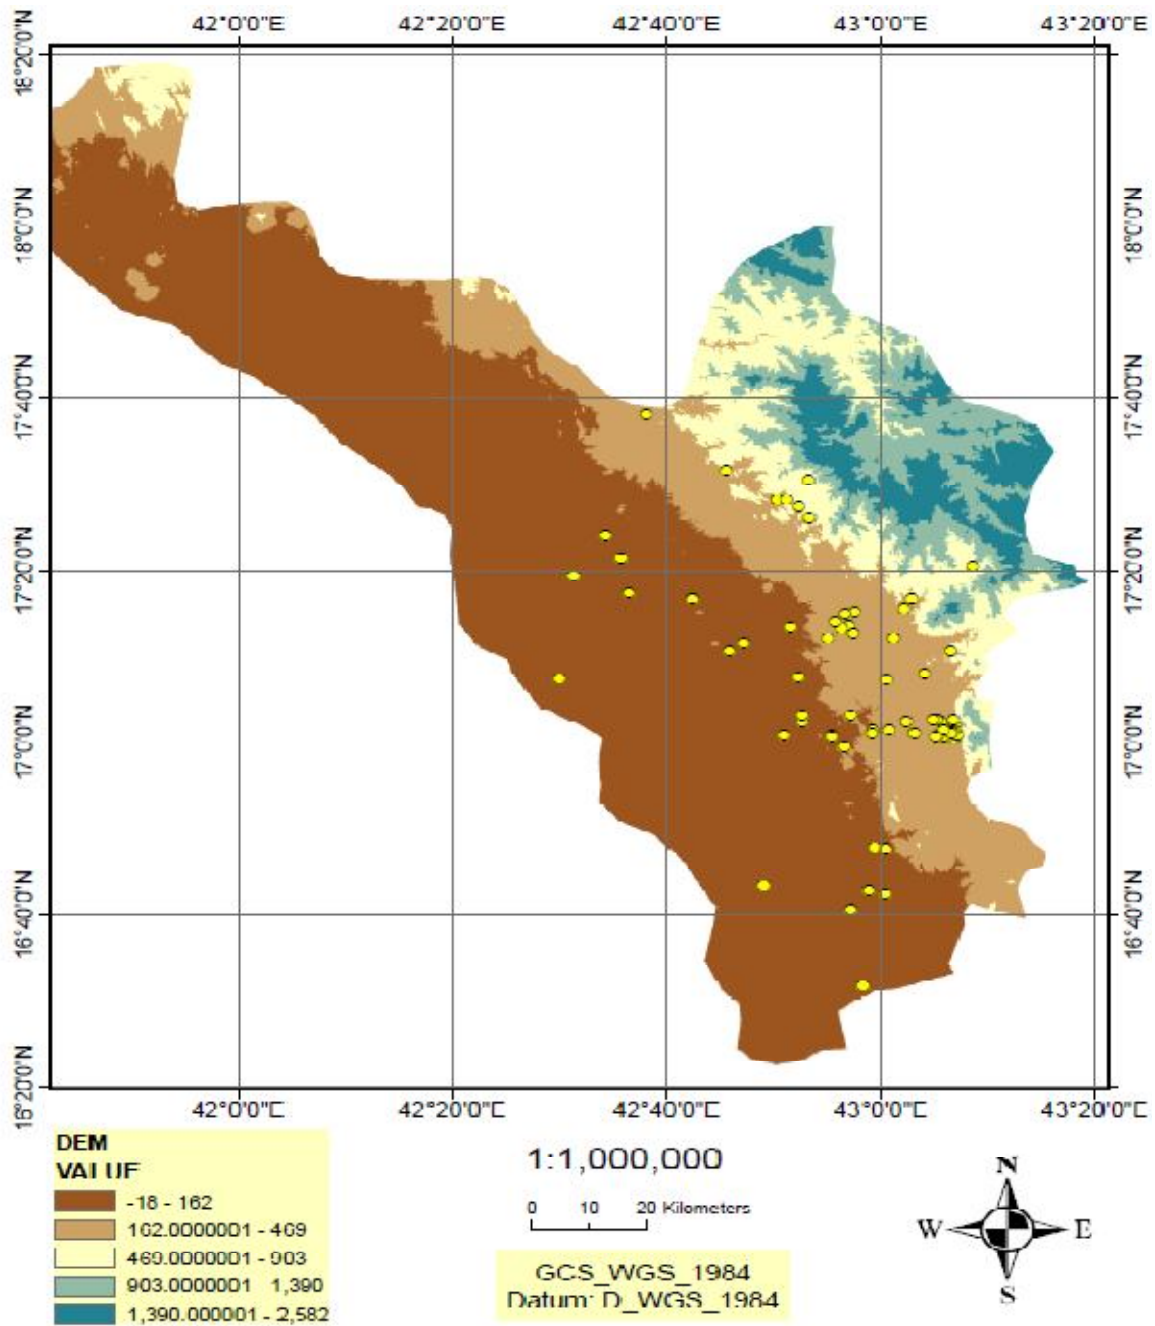 42°0'0"E 42°20'0"E 42°40'0"E 43°0'0"E 43°20'0"E
18°20'0"N
18°0'0"N 18°0'0"N
17°40'0"N 17°40'0"N
17°20'0"N 17°20'0"N
17°0'0"N 17°0'0"N
16°40'0"N 16°40'0"N
16°20'0"N
42°0'0"E 42°20'0"E 42°40'0"E 43°0'0"E 43°20'0"E
DEM
VALUE
-18 - 162
162.0000001 - 469
469.0000001 - 903
903.0000001 1,390
1,390.000001 - 2,582
1:1,000,000
0 10 20 Kilometers
GCS_WGS_1984
Datum: D_WGS_1984
N
W E
S